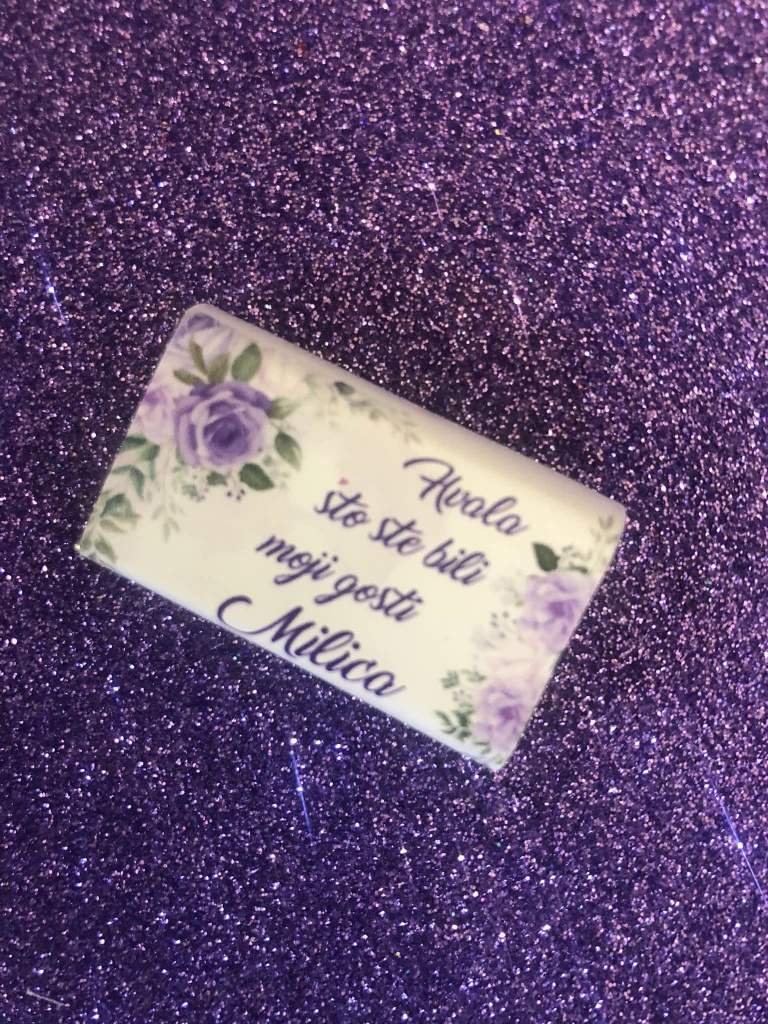 Hvala
što ste bili
moji gosti
Milica